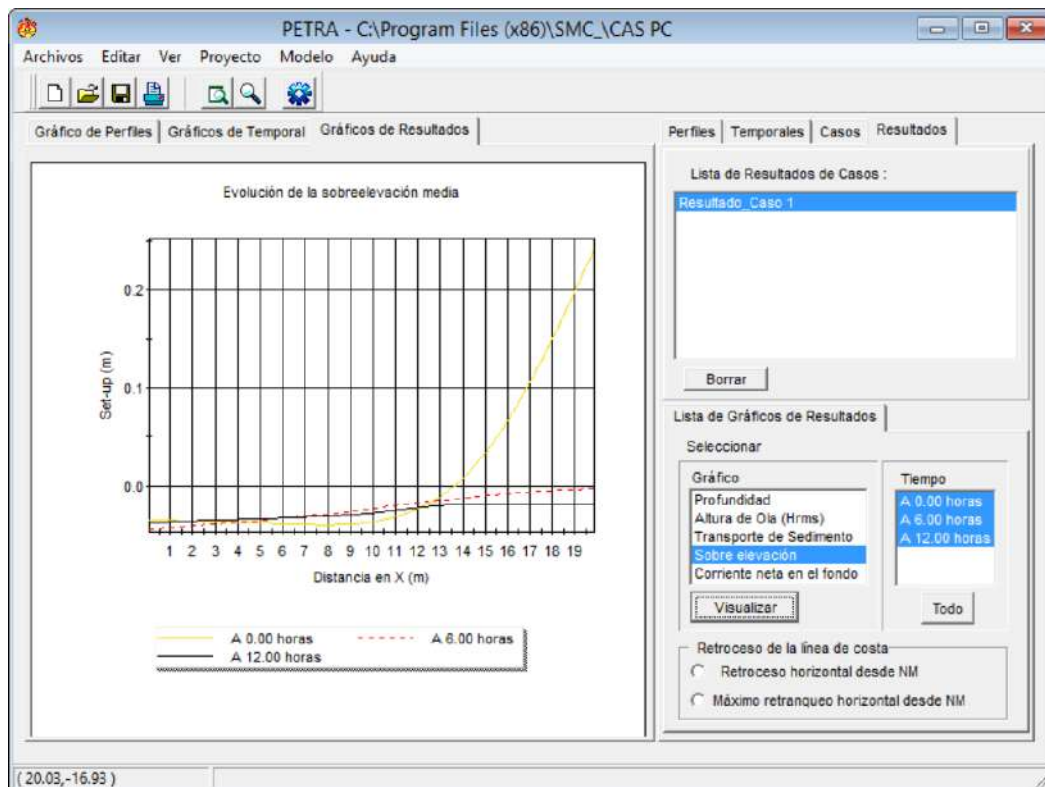 PETRA - C:\Program Files (x86)\SMC_\CAS PC
Archivos Editar Ver Proyecto Modelo Ayuda
Gráfico de Perfiles Gráficos de Temporal Gráficos de Resultados
Evolución de la sobreelevación media
Set-up (m)
0.2
0.1
0.0
1 2 3 4 5 6 7 8 9 10 11 12 13 14 15 16 17 18 19
Distancia en X (m)
A 0.00 horas A 6.00 horas
A 12.00 horas
Perfiles Temporales Casos Resultados
Lista de Resultados de Casos :
Resultado_Caso 1
Borrar
Lista de Gráficos de Resultados
Seleccionar
Gráfico
Profundidad
Altura de Ola (Hrms)
Transporte de Sedimento
Sobre elevación
Corriente neta en el fondo
Visualizar
Tiempo
A 0.00 horas
A 6.00 horas
A 12.00 horas
Todo
Retroceso de la línea de costa
Retroceso horizontal desde NM
Máximo retranqueo horizontal desde NM
( 20.03,-16.93 )